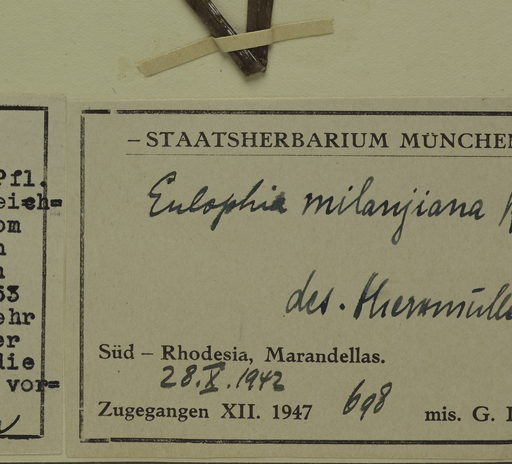 Pfl.
eich=
om
n
n
53
ehr
er
die
vor=
– STAATSHERBARIUM MÜNCHEN
Eulophia milanjiana
des. Hiermüll
Süd – Rhodesia, Marandellas.
28.X.1942
Zugegangen XII. 1947 698 mis. G.